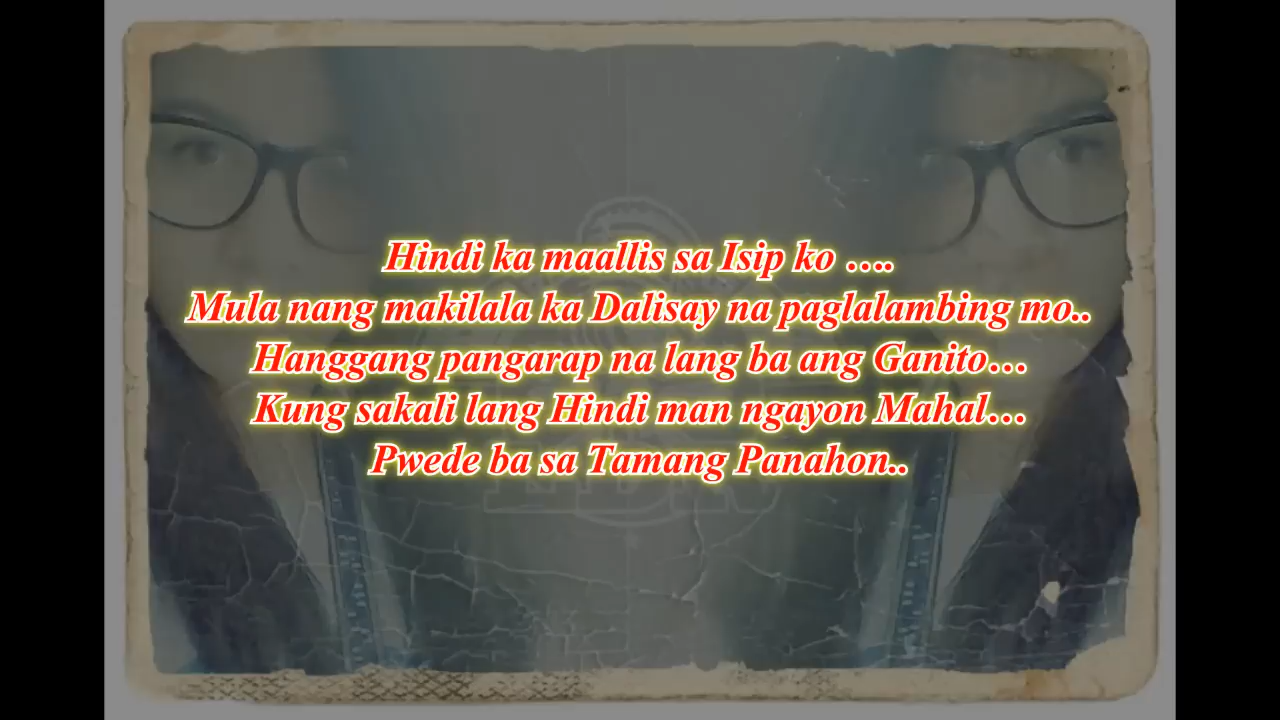 Hindi ka maallis sa Isip ko ….
Mula nang makilala ka Dalisay na paglalambing mo..
Hanggang pangarap na lang ba ang Ganito…
Kung sakali lang Hindi man ngayon Mahal…
Pwede ba sa Tamang Panahon..